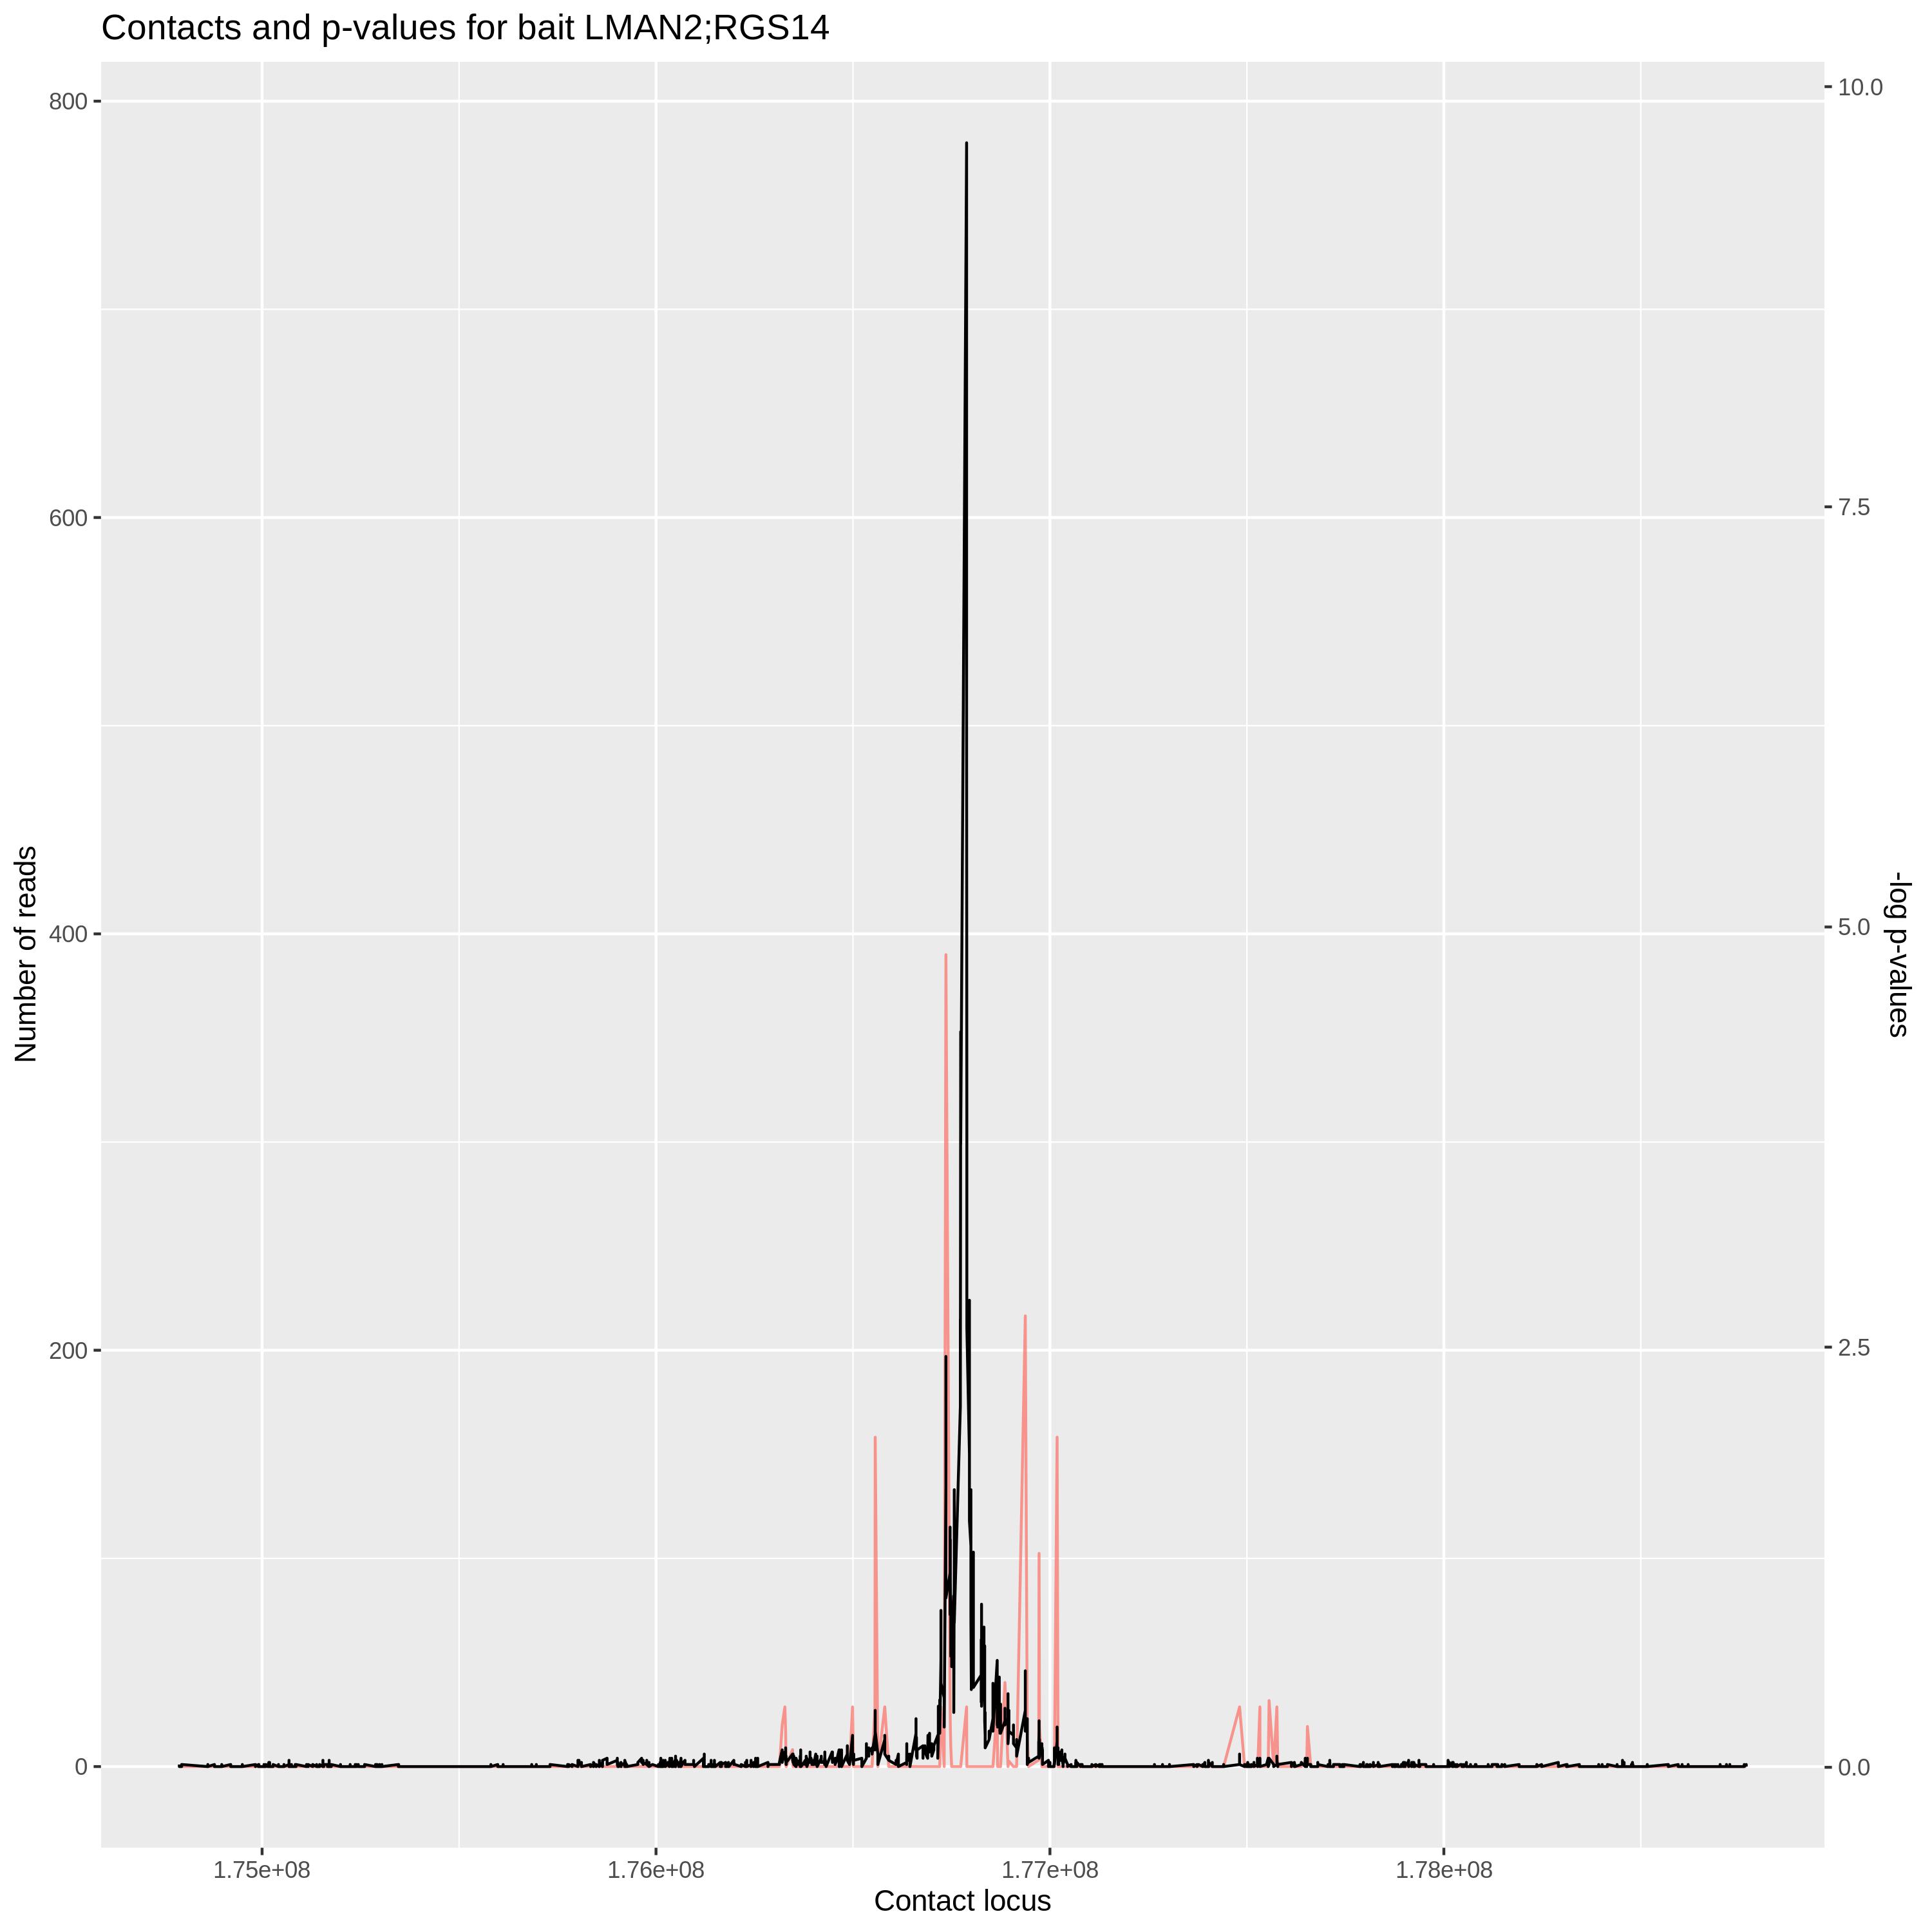 Contacts and p-values for bait LMAN2;RGS14
800
600
400
200
0
Number of reads
10.0
7.5
5.0
2.5
0.0
-log p-values
1.75e+08
1.76e+08
1.77e+08
1.78e+08
Contact locus